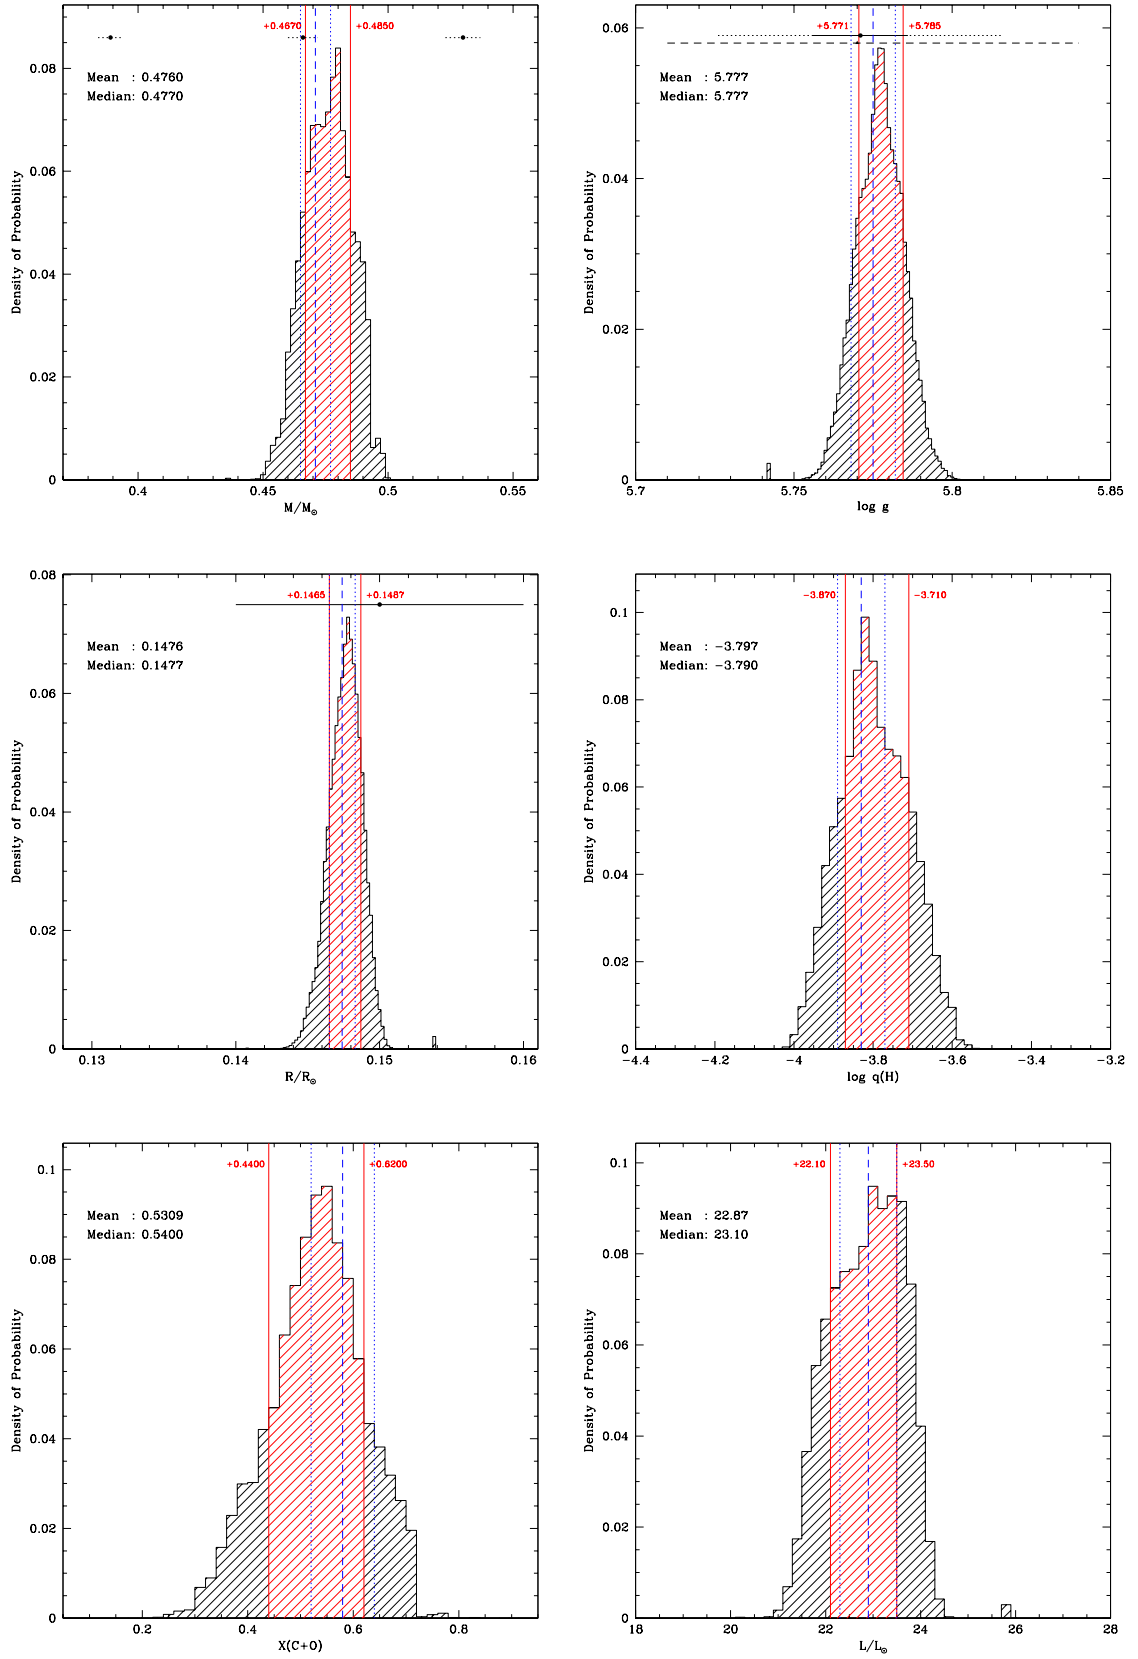 +0.4670 +0.4850
Mean : 0.4760
Median: 0.4770
Density of Probability
0 0.02 0.04 0.06 0.08
0.4 0.45 0.5 0.55
M/M⊙
+5.771 +5.785
Mean : 5.777
Median: 5.777
Density of Probability
0 0.02 0.04 0.06
5.7 5.75 5.8 5.85
log g
+0.1465 +0.1487
Mean : 0.1476
Median: 0.1477
Density of Probability
0 0.02 0.04 0.06 0.08
0.13 0.14 0.15 0.16
R/R⊙
−3.870 −3.710
Mean : −3.797
Median: −3.790
Density of Probability
0 0.02 0.04 0.06 0.08 0.1
−4.4 −4.2 −4 −3.8 −3.6 −3.4 −3.2
log q(H)
+0.4400 +0.6200
Mean : 0.5309
Median: 0.5400
Density of Probability
0 0.02 0.04 0.06 0.08 0.1
0.2 0.4 0.6 0.8
X(C+O)
+22.10 +23.50
Mean : 22.87
Median: 23.10
Density of Probability
0 0.02 0.04 0.06 0.08 0.1
18 20 22 24 26 28
L/L⊙